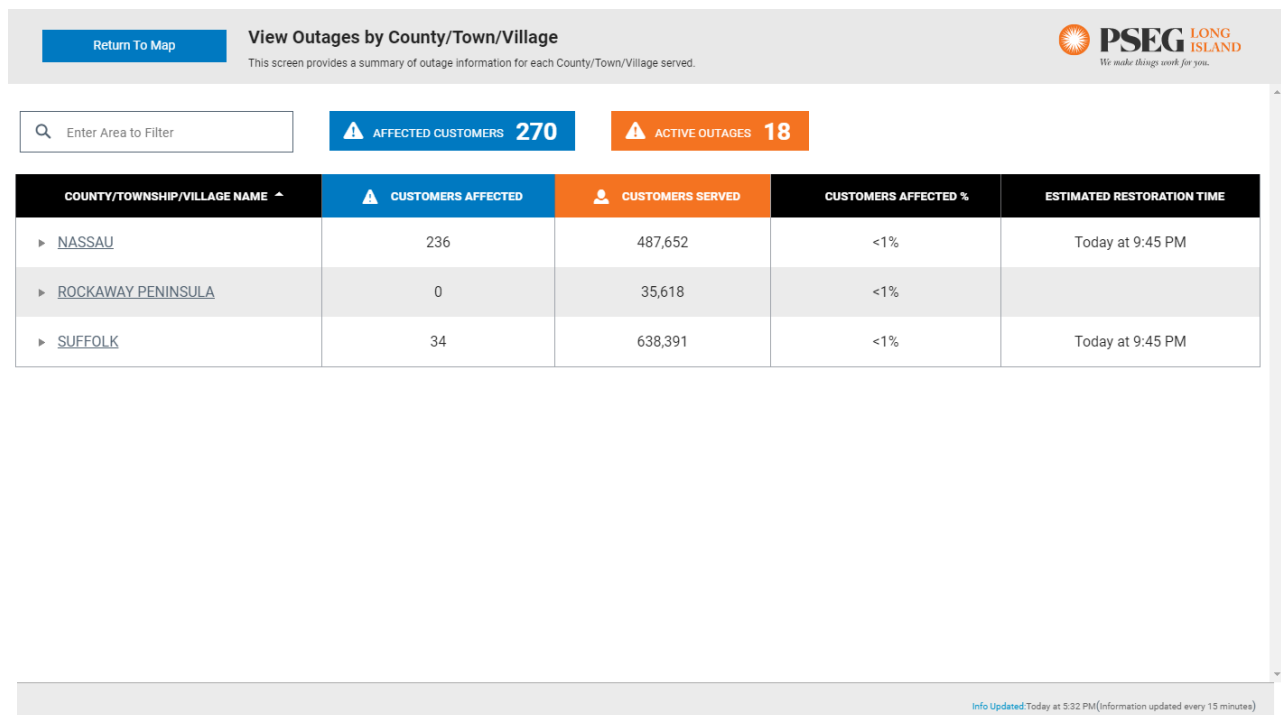 Return To Map
View Outages by County/Town/Village
This screen provides a summary of outage information for each County/Town/Village served.
PSEG LONG ISLAND
We make things work for you.
Enter Area to Filter
AFFECTED CUSTOMERS 270
ACTIVE OUTAGES 18
COUNTY/TOWNSHIP/VILLAGE NAME CUSTOMERS AFFECTED CUSTOMERS SERVED CUSTOMERS AFFECTED % ESTIMATED RESTORATION TIME
NASSAU 236 487,652 <1% Today at 9:45 PM
ROCKAWAY PENINSULA 0 35,618 <1%
SUFFOLK 34 638,391 <1% Today at 9:45 PM
Info Updated:Today at 5:32 PM(Information updated every 15 minutes)